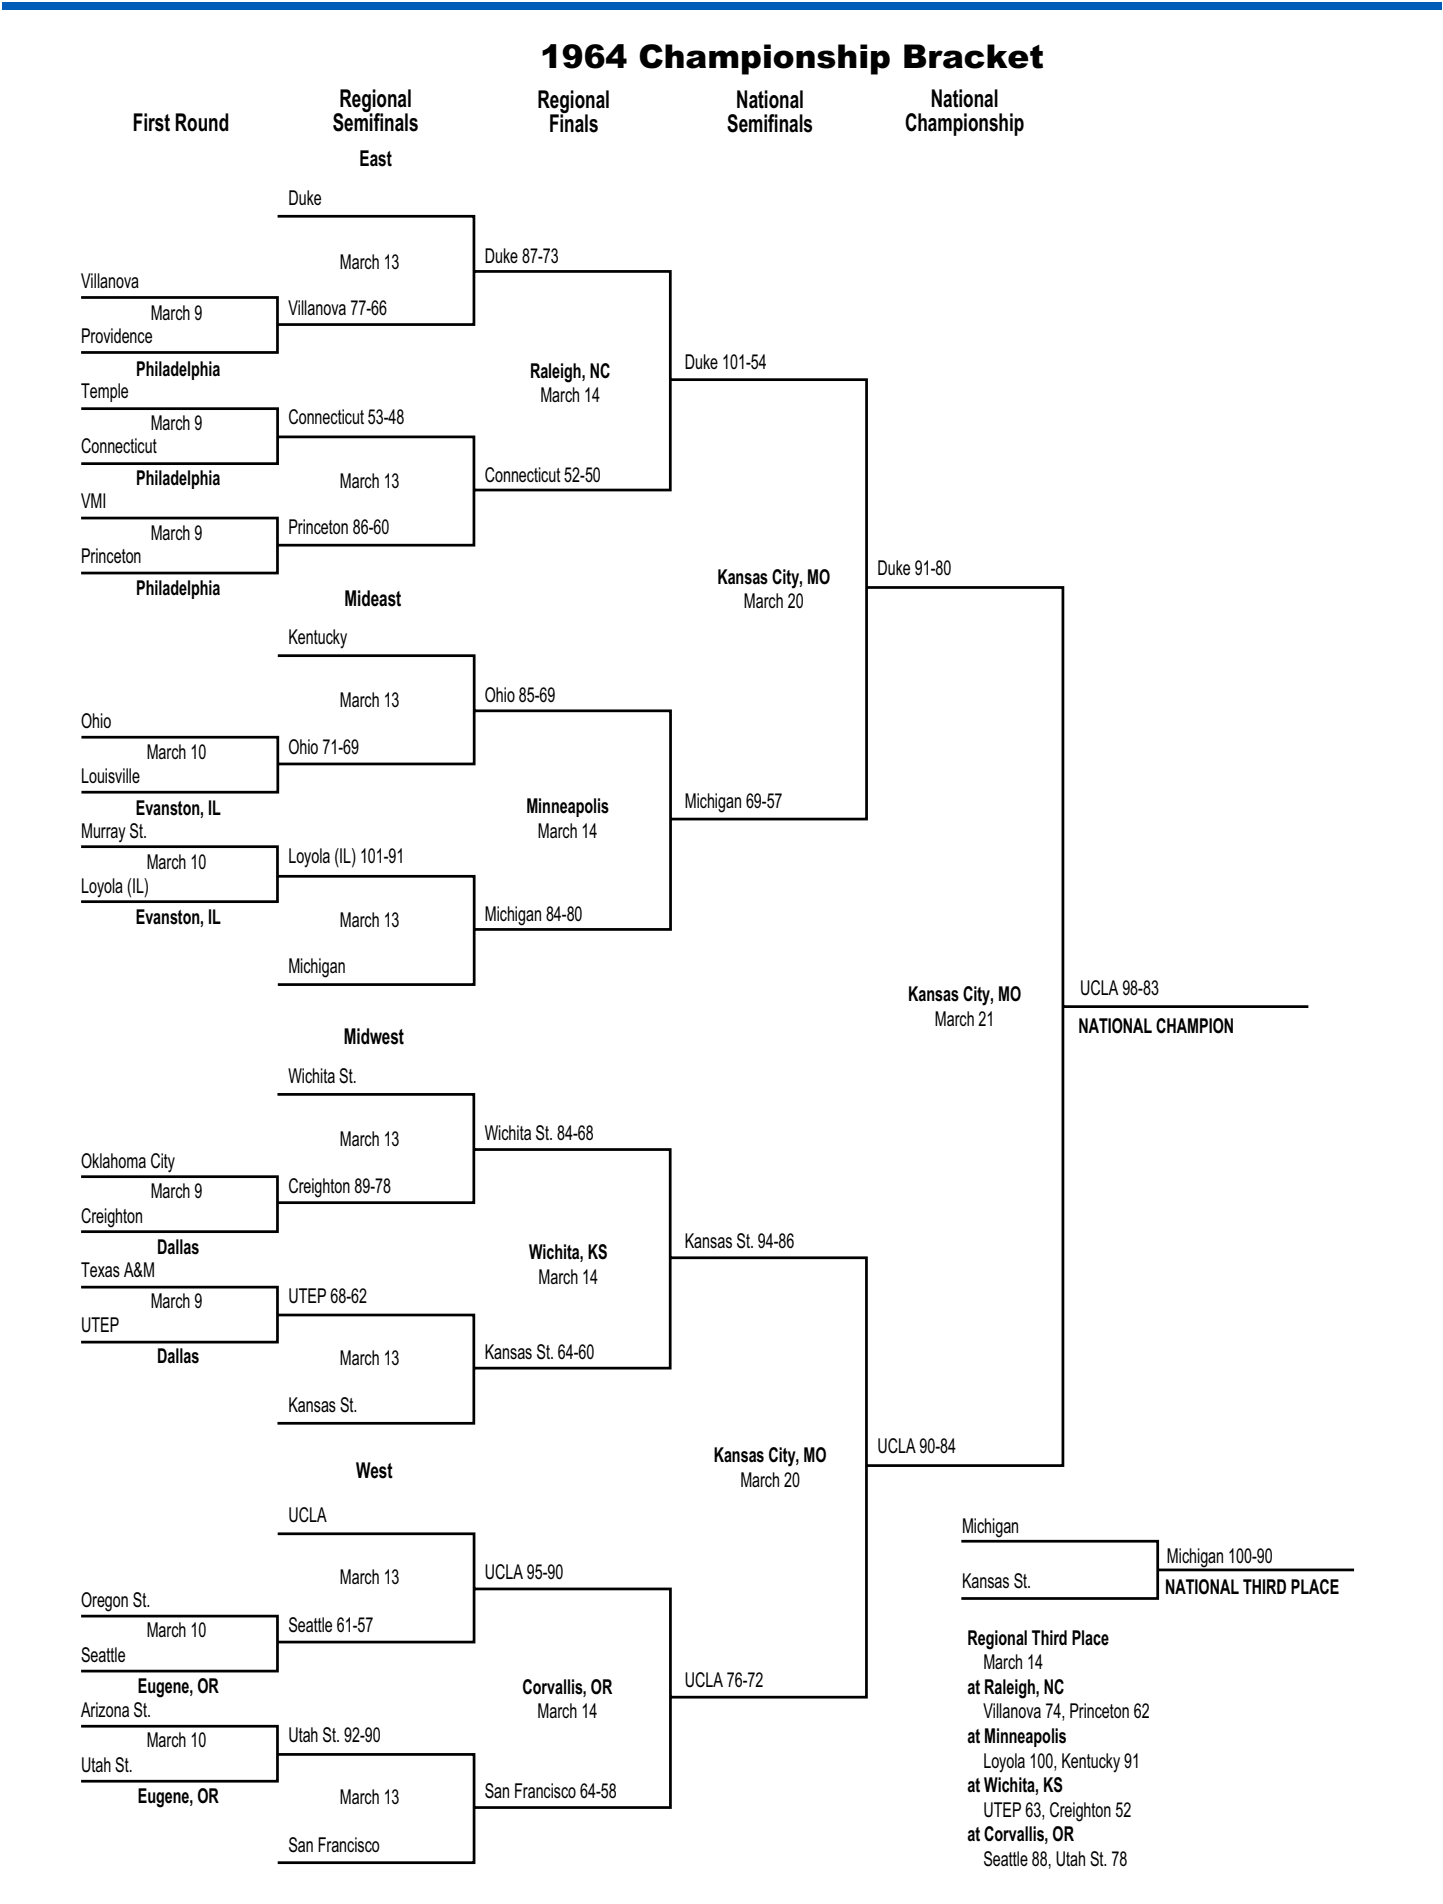 1964 Championship Bracket
First Round
Regional
Semifinals
Regional
Finals
National
Semifinals
National
Championship
East
Duke
March 13
Duke 87-73
Villanova
March 9
Providence
Philadelphia
Villanova 77-66
Raleigh, NC
March 14
Duke 101-54
Temple
March 9
Connecticut
Philadelphia
Connecticut 53-48
March 13
Connecticut 52-50
VMI
March 9
Princeton
Philadelphia
Princeton 86-60
Kansas City, MO
March 20
Duke 91-80
Mideast
Kentucky
March 13
Ohio 85-69
Ohio
March 10
Louisville
Evanston, IL
Ohio 71-69
Minneapolis
March 14
Michigan 69-57
Murray St.
March 10
Loyola (IL)
Evanston, IL
Loyola (IL) 101-91
March 13
Michigan 84-80
Michigan
Kansas City, MO
March 21
UCLA 98-83
NATIONAL CHAMPION
Midwest
Wichita St.
March 13
Wichita St. 84-68
Oklahoma City
March 9
Creighton
Dallas
Creighton 89-78
Wichita, KS
March 14
Kansas St. 94-86
Texas A&M
March 9
UTEP
Dallas
UTEP 68-62
March 13
Kansas St. 64-60
Kansas St.
Kansas City, MO
March 20
UCLA 90-84
West
UCLA
March 13
UCLA 95-90
Oregon St.
March 10
Seattle
Eugene, OR
Seattle 61-57
Corvallis, OR
March 14
UCLA 76-72
Arizona St.
March 10
Utah St.
Eugene, OR
Utah St. 92-90
March 13
San Francisco 64-58
San Francisco
Michigan
Kansas St.
Michigan 100-90
NATIONAL THIRD PLACE
Regional Third Place
March 14
at Raleigh, NC
Villanova 74, Princeton 62
at Minneapolis
Loyola 100, Kentucky 91
at Wichita, KS
UTEP 63, Creighton 52
at Corvallis, OR
Seattle 88, Utah St. 78